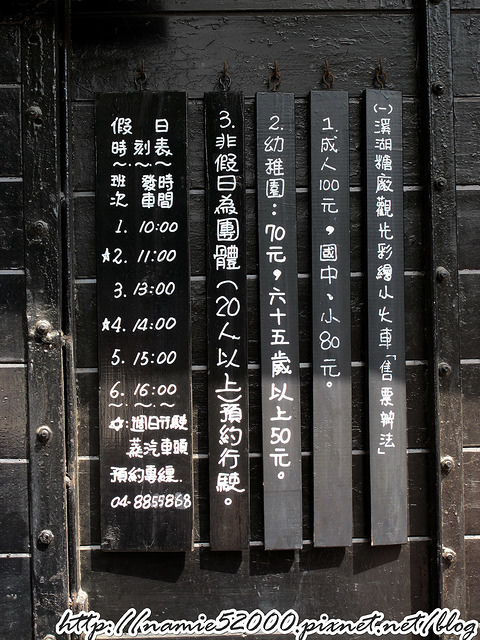 (一)溪湖糖廠觀光彩繪小火車「售票辦法」
1.成人100元，國中、小80元。
2.幼稚園：70元，六十五歲以上50元。
3.非假日為團體(20人以上)預約行駛。
假日
時刻表
班次 發車時間
1. 10:00
☆2. 11:00
3. 13:00
☆4. 14:00
5. 15:00
6. 16:00
☆:週日行駛
蒸汽車頭
預約專線.
04-8855868
http://namie52000.pixnet.net/blog